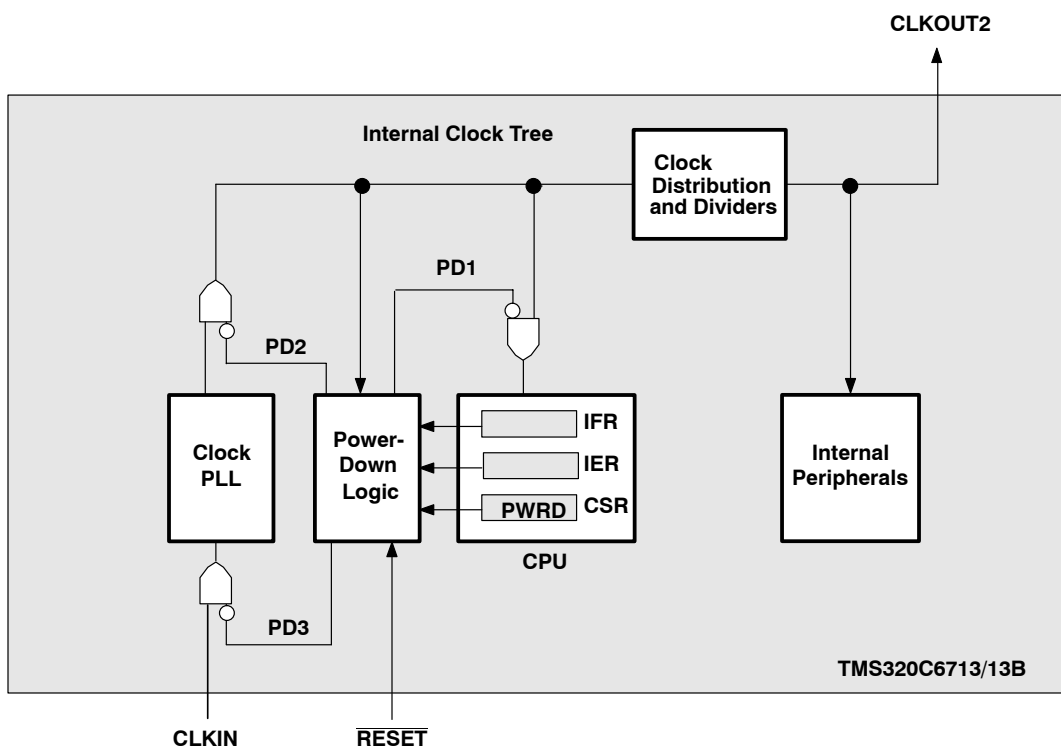 CLKOUT2
Internal Clock Tree
Clock
Distribution
and Dividers
PD1
PD2
Clock
PLL
Power-
Down
Logic
IFR
IER
PWRD
CSR
CPU
Internal
Peripherals
PD3
TMS320C6713/13B
CLKIN
RESET